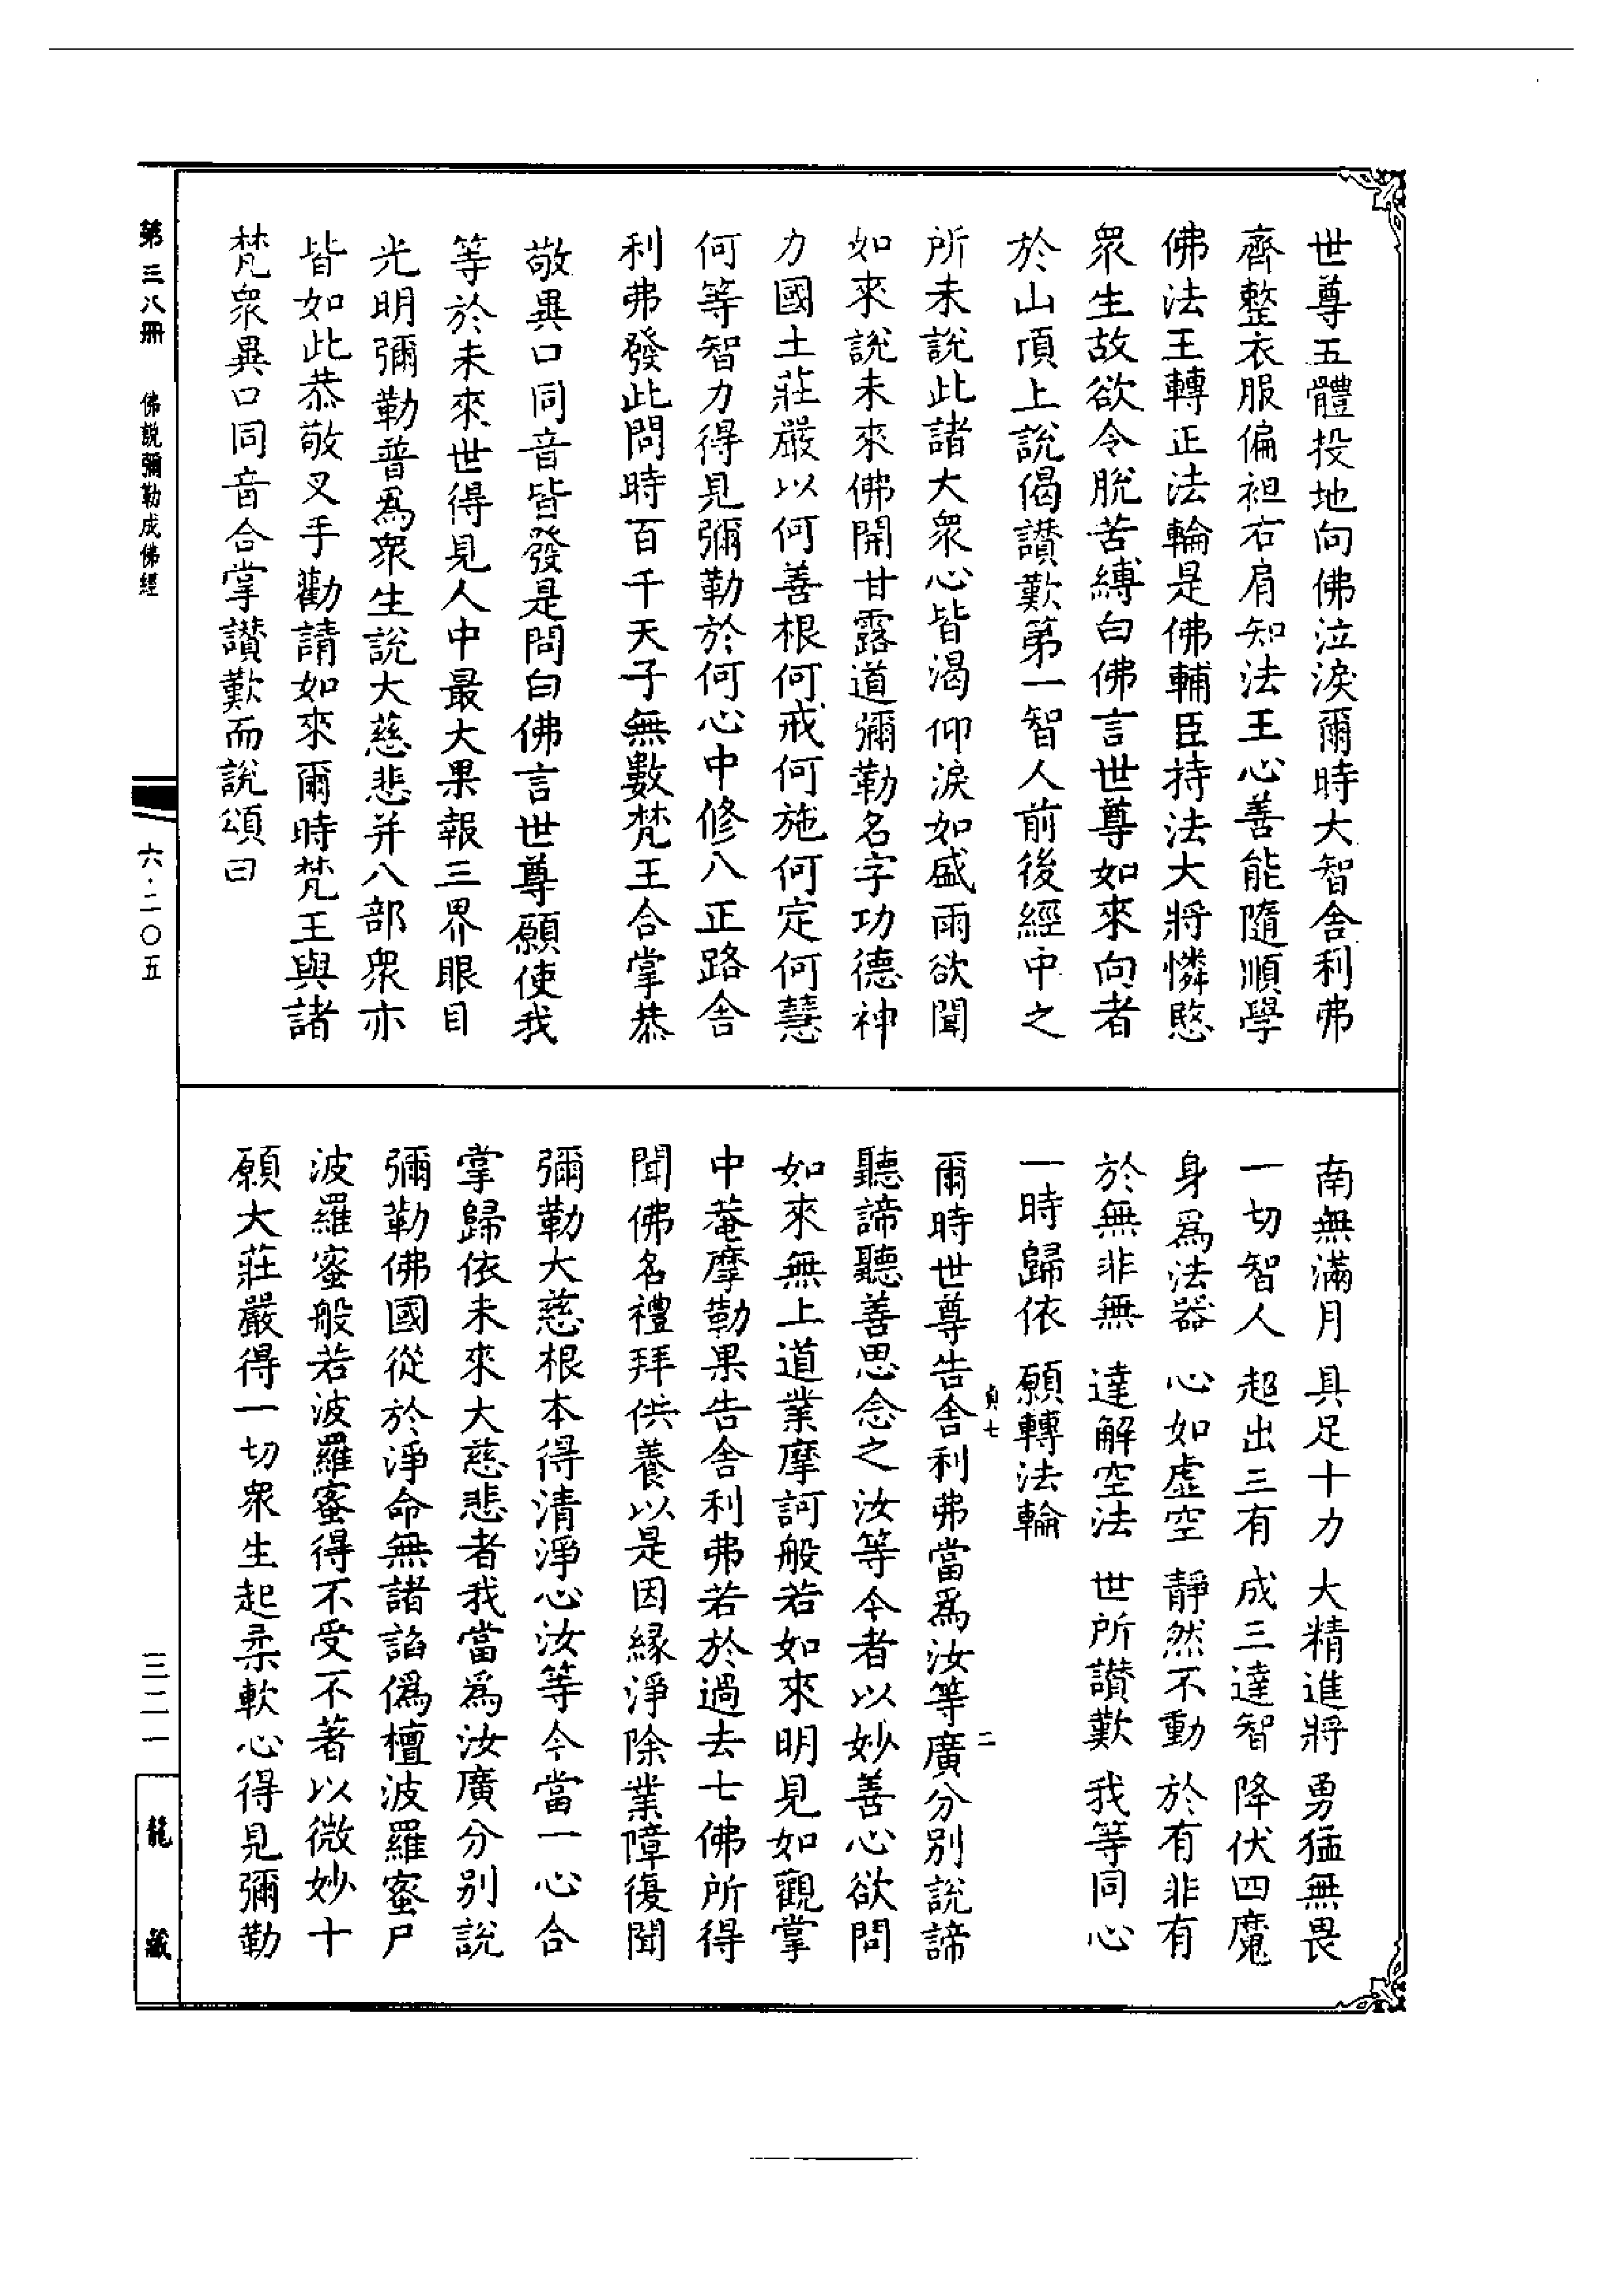 世尊五體投地向佛泣淚爾時大智舍利弗
齊整衣服偏袒右肩知法王心善能隨順學
佛法王轉正法輪是佛輔臣持法大將憐愍
眾生故欲令脫苦縛白佛言世尊如來向者
於山頂上說偈讃歎第一智人前後經中之
所未說此諸大眾心皆渴仰淚如盛雨欲聞
如來說未來佛開甘露道彌勒名字功德神
力國土莊嚴以何善根何戒何施何定何慧
何等智力得見彌勒於何心中修八正路舍
利弗發此問時百千天子無數梵王合掌恭
敬異口同音皆發是問白佛言世尊願使我
等於未來世得見人中最大果報三界眼目
光明彌勒普為眾生說大慈悲并八部眾亦
皆如此恭敬叉手勸請如來爾時梵王與諸
梵眾異口同音合掌讃歎而說頌曰
南無滿月 具足十力 大精進將 勇猛無畏
一切智人 超出三有 成三達智 降伏四魔
身為法器 心如虛空 靜然不動 於有非有
於無非無 達解空法 世所讃歎 我等同心
一時歸依 願轉法輪
貞七 二
爾時世尊告舍利弗當為汝等廣分別說諦
聽諦聽善思念之汝等今者以妙善心欲問
如來無上道業摩訶般若如來明見如觀掌
中菴摩勒果告舍利弗若於過去七佛所得
聞佛名禮拜供養以是因緣淨除業障復聞
彌勒大慈根本得清淨心汝等今當一心合
掌歸依未來大慈悲者我當為汝廣分別說
彌勒佛國從於淨命無諸諂偽檀波羅蜜尸
波羅蜜般若波羅蜜得不受不著以微妙十
願大莊嚴得一切眾生起柔軟心得見彌勒
第三八冊 佛說彌勒成佛經
六·二〇五
三二一
龍藏